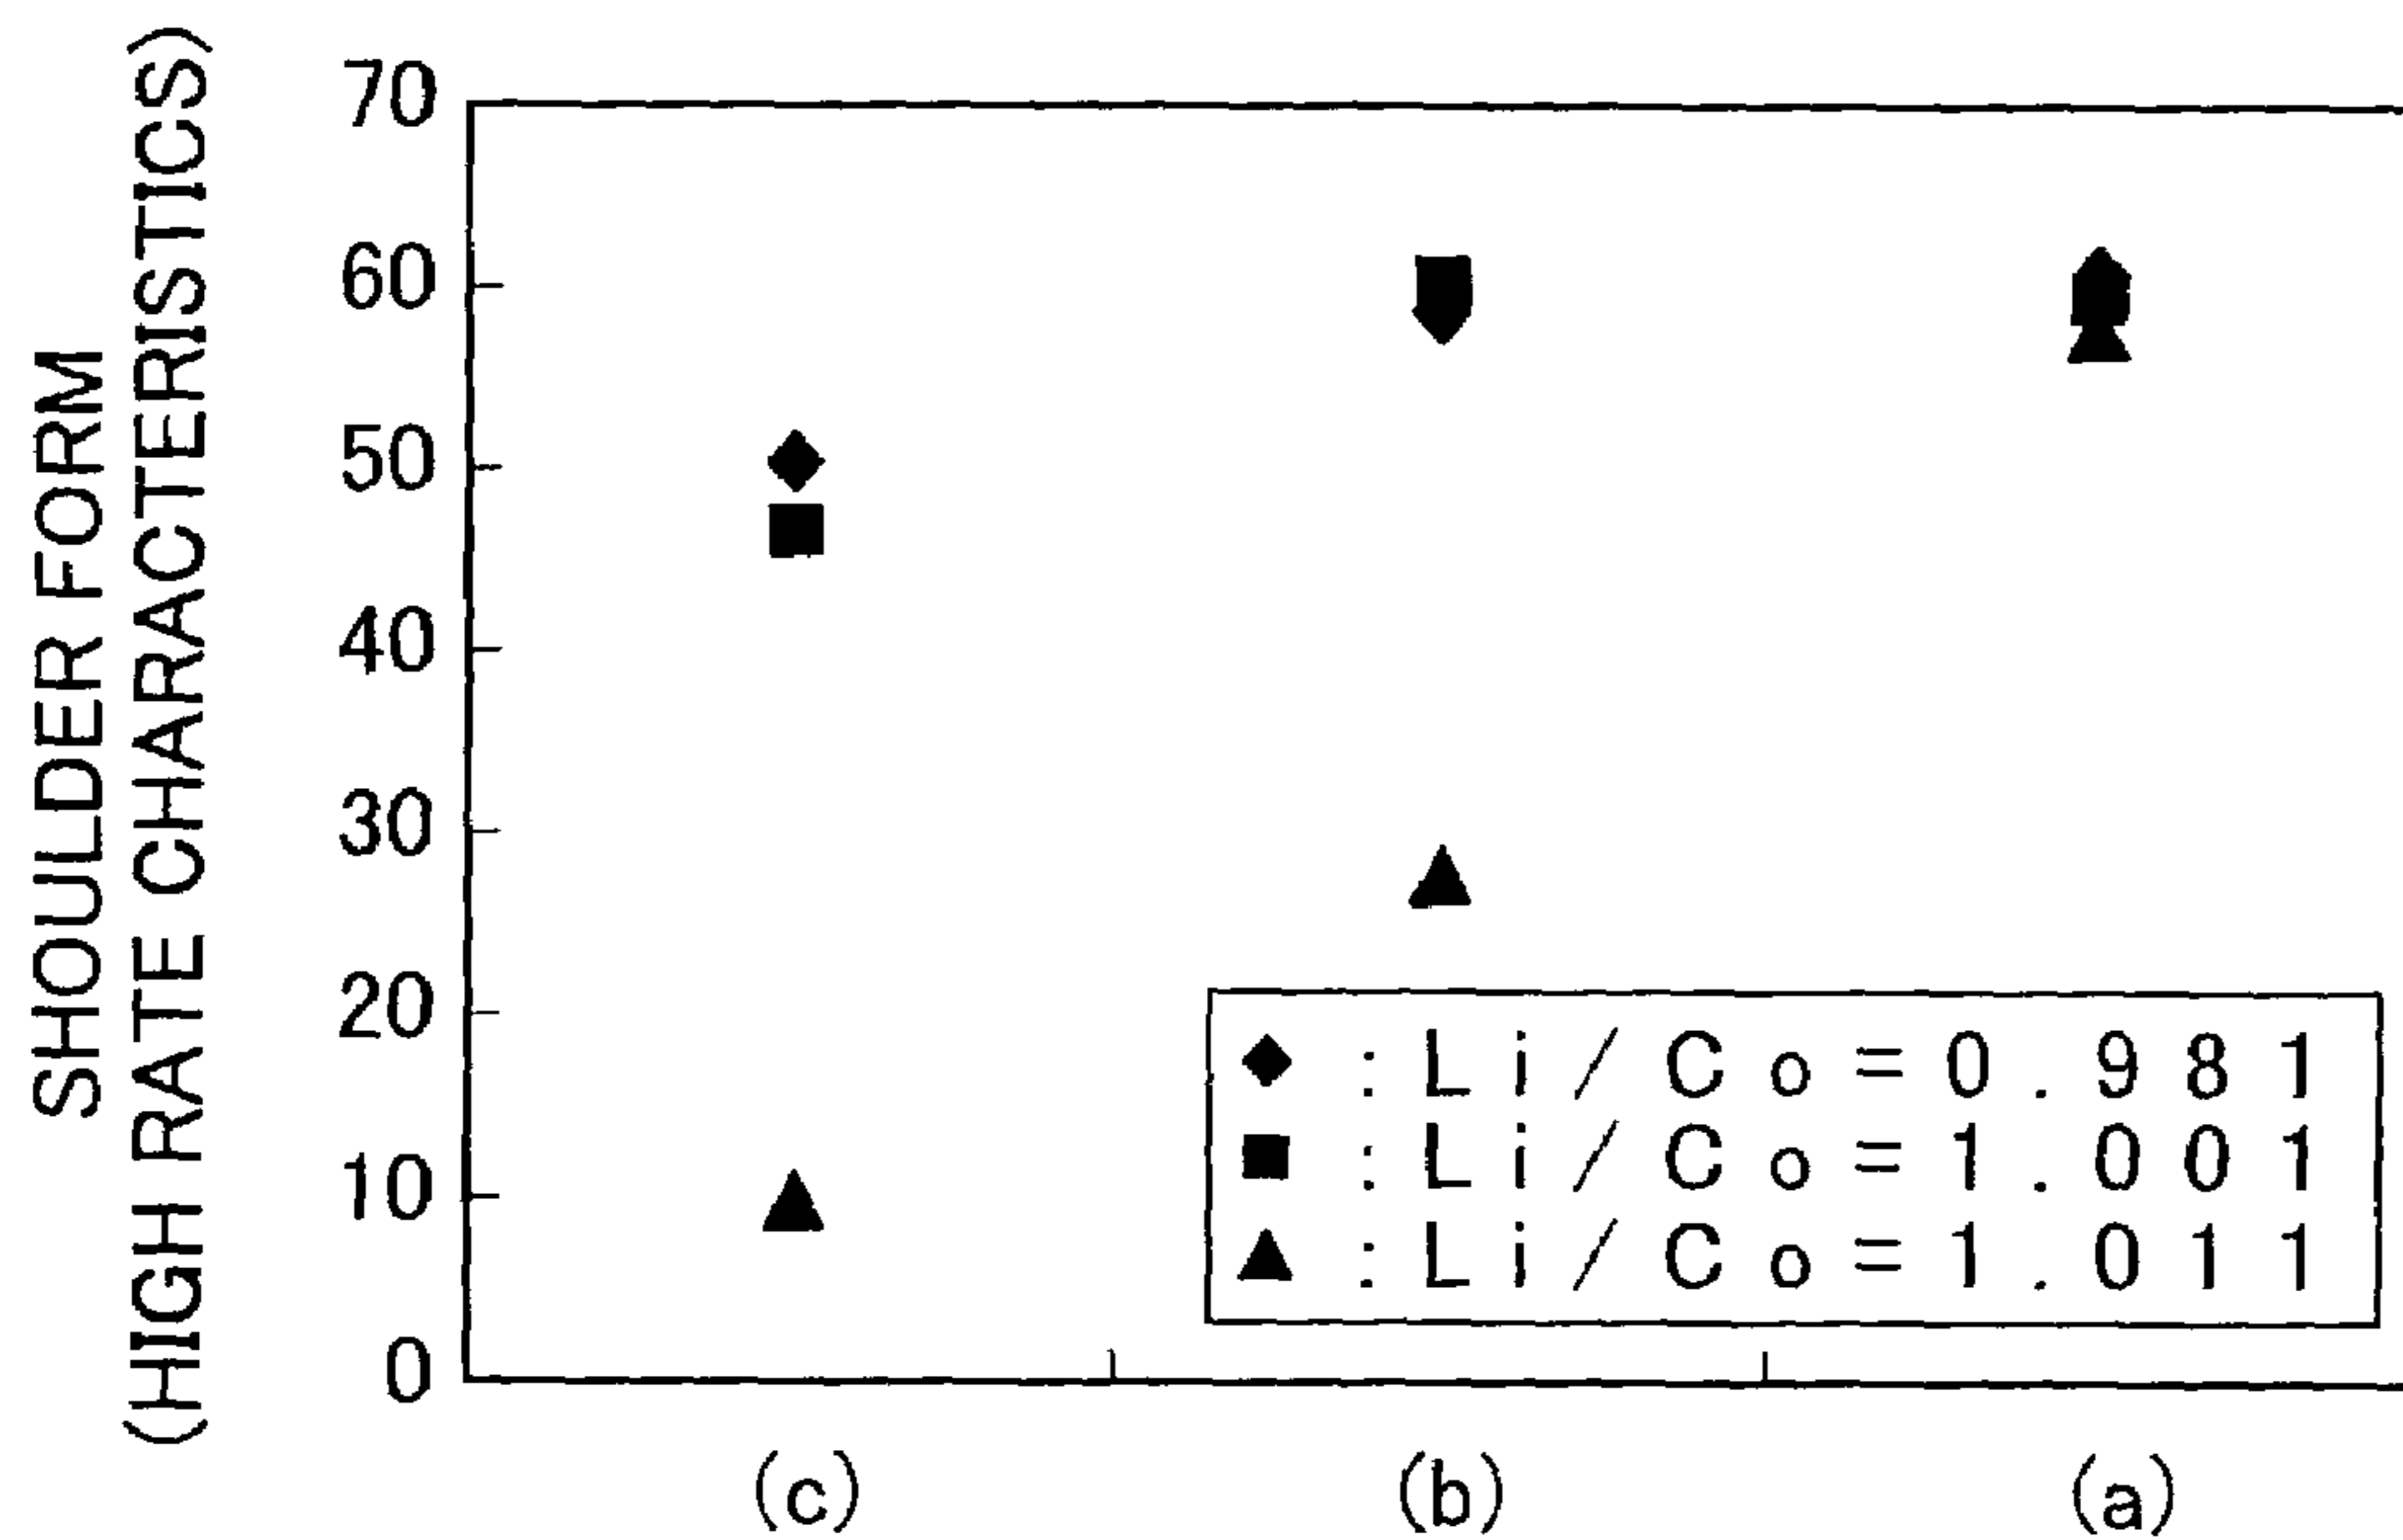 SHOULDER FORM
(HIGH RATE CHARACTERISTICS)
70
60
50
40
30
20
10
0
◆ : Li/Co=0.981
■ : Li/Co=1.001
▲ : Li/Co=1.011
(c) (b) (a)